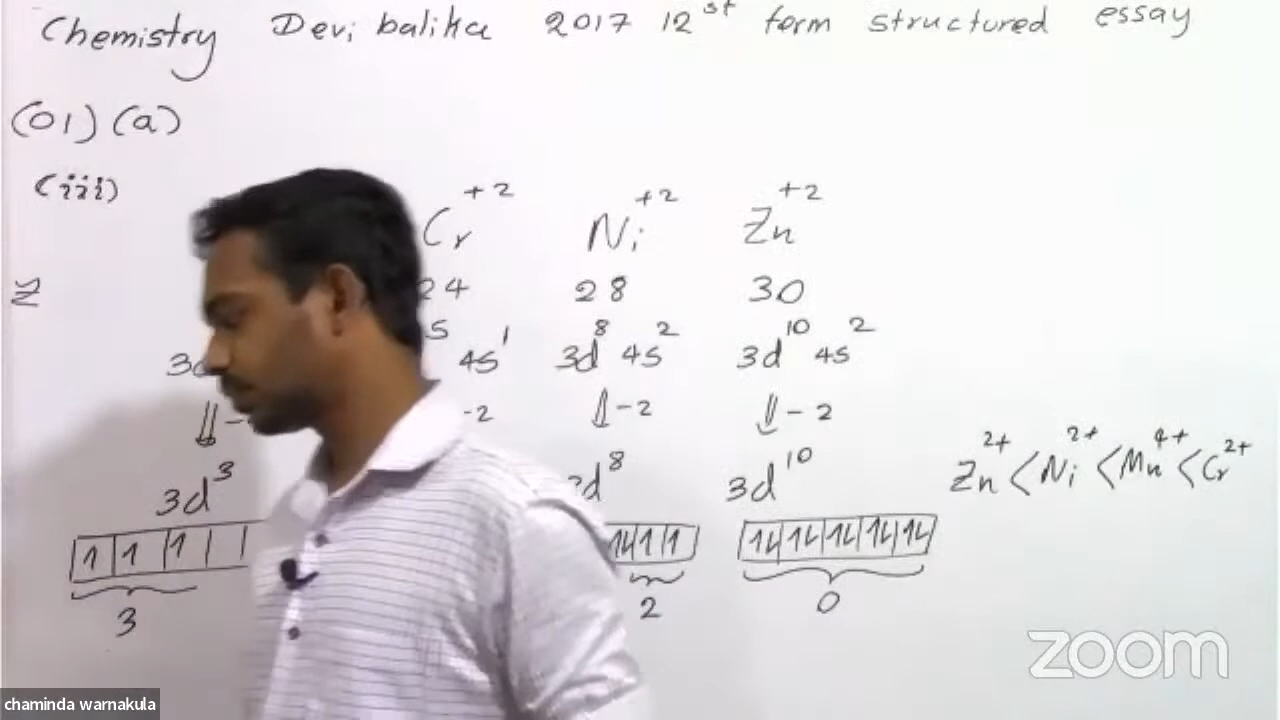 Chemistry Devi balika 2017 12st term structured essay
(01) (a)
(iii)
Cr+2 Ni+2 Zn+2
Z 24 28 30
4s1 3d8 4s2 3d10 4s2
-2 -2 -2
3d3 3d8 3d10
Zn2+ < Ni2+ < Mn4+ < Cr2+
3 2 0
zoom
chaminda warnakula